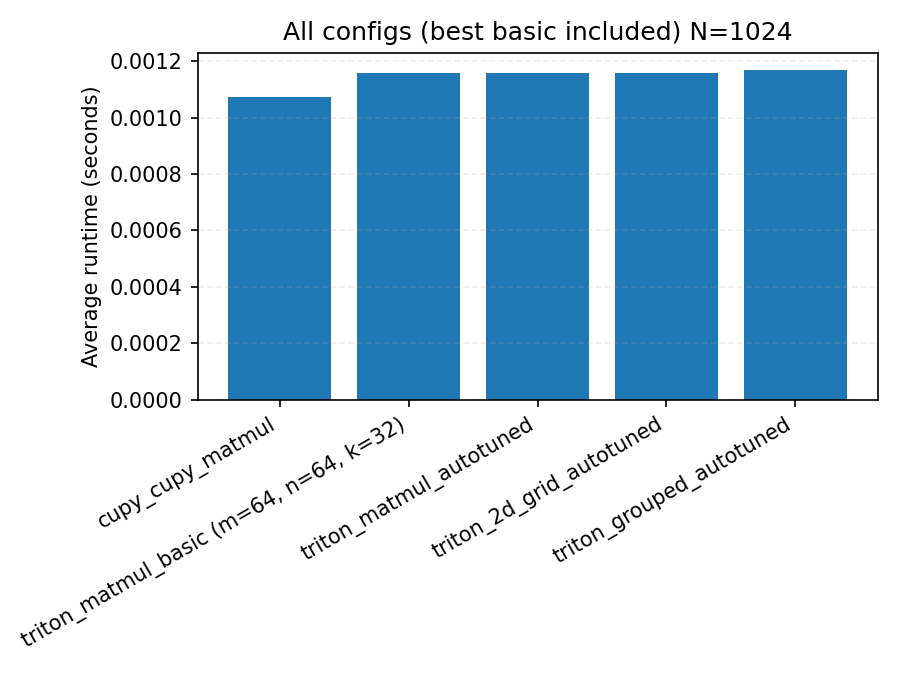 All configs (best basic included) N=1024
Average runtime (seconds)
0.0012
0.0010
0.0008
0.0006
0.0004
0.0002
0.0000
cupy_cupy_matmul
triton_matmul_basic (m=64, n=64, k=32)
triton_matmul_autotuned
triton_2d_grid_autotuned
triton_grouped_autotuned